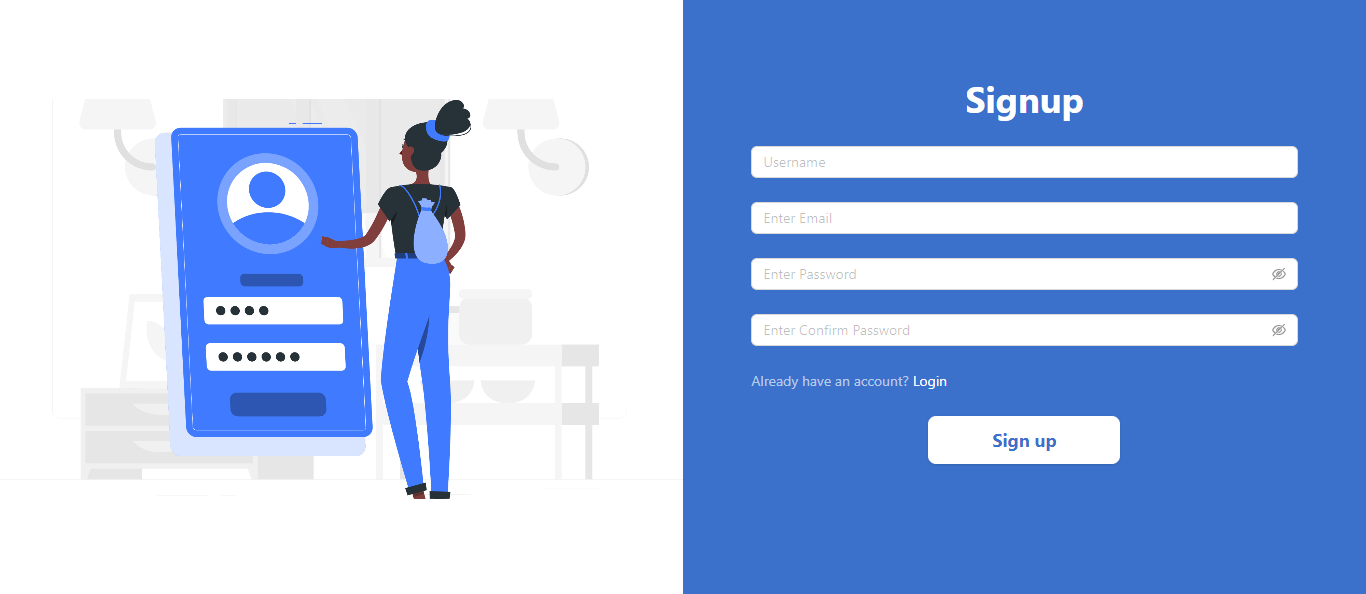 Signup
Username
Enter Email
Enter Password
Enter Confirm Password
Already have an account? Login
Sign up